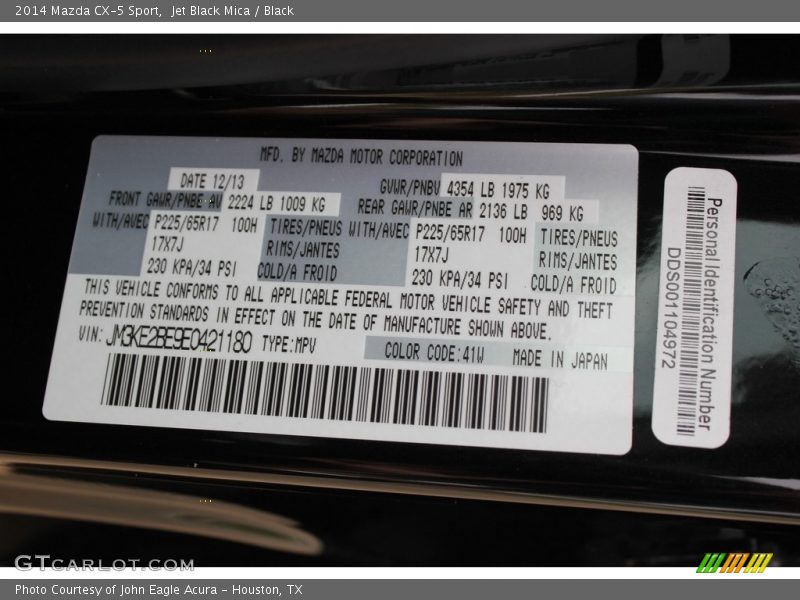 2014 Mazda CX-5 Sport,  Jet Black Mica / Black
MFD. BY MAZDA MOTOR CORPORATION
DATE 12/13
GVWR/PNBV 4354 LB 1975 KG
FRONT GAWR/PNBE AV 2224 LB 1009 KG
REAR GAWR/PNBE AR 2136 LB 969 KG
WITH/AVEC P225/65R17 100H TIRES/PNEUS WITH/AVEC P225/65R17 100H TIRES/PNEUS
17X7J RIMS/JANTES 17X7J RIMS/JANTES
230 KPA/34 PSI COLD/A FROID 230 KPA/34 PSI COLD/A FROID
THIS VEHICLE CONFORMS TO ALL APPLICABLE FEDERAL MOTOR VEHICLE SAFETY AND THEFT
PREVENTION STANDARDS IN EFFECT ON THE DATE OF MANUFACTURE SHOWN ABOVE.
VIN: JM3KE2BE9E0421180 TYPE:MPV COLOR CODE:41W MADE IN JAPAN
Personal Identification Number
DDS001104972
GTCARLOT.COM
Photo Courtesy of John Eagle Acura - Houston, TX